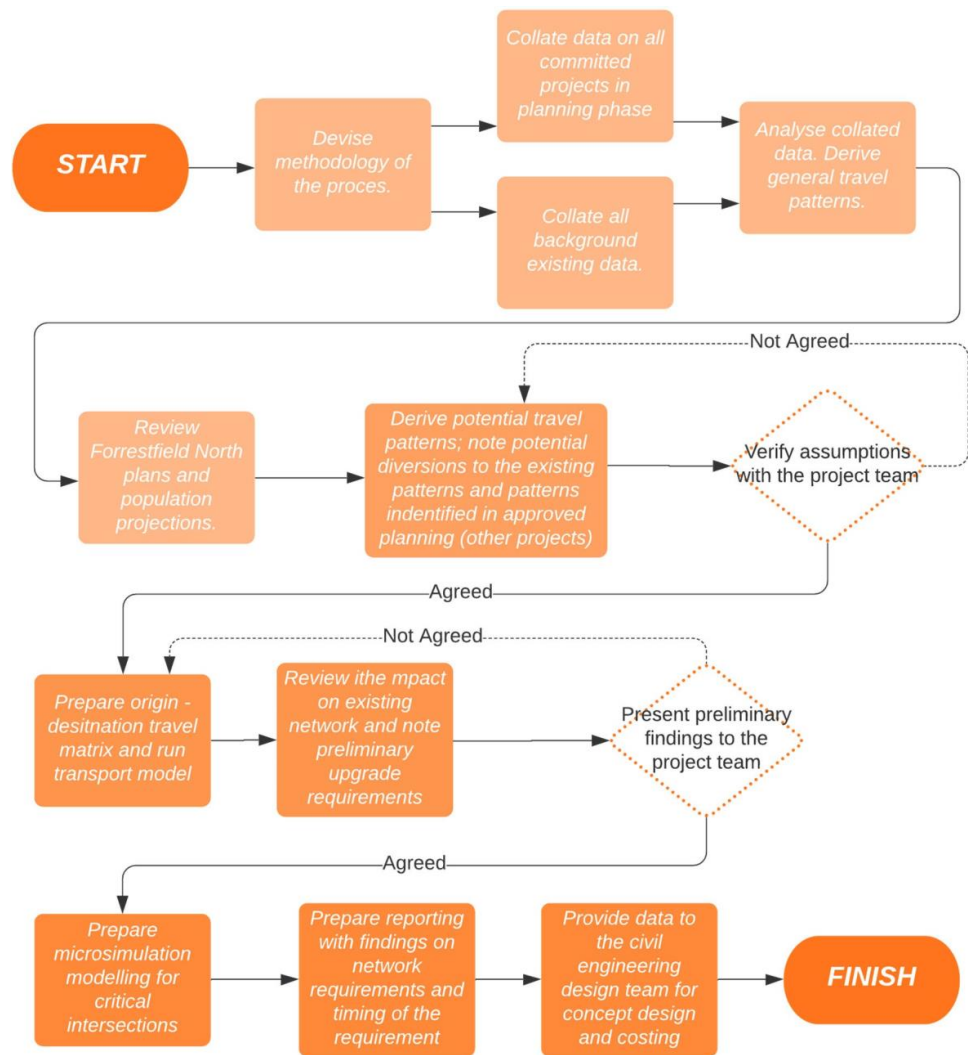 START
Devise
methodology of
the proces.
Collate data on all
committed
projects in
planning phase
Collate all
background
existing data.
Analyse collated
data. Derive
general travel
patterns.
Review
Forrestfield North
plans and
population
projections.
Derive potential travel
patterns; note potential
diversions to the existing
patterns and patterns
indentified in approved
planning (other projects)
Not Agreed
Verify assumptions
with the project team
Agreed
Not Agreed
Prepare origin -
desitnation travel
matrix and run
transport model
Review ithe mpact
on existing
network and note
preliminary
upgrade
requirements
Present preliminary
findings to the
project team
Agreed
Prepare
microsimulation
modelling for
critical
intersections
Prepare reporting
with findings on
network
requirements and
timing of the
requirement
Provide data to
the civil
engineering
design team for
concept design
and costing
FINISH